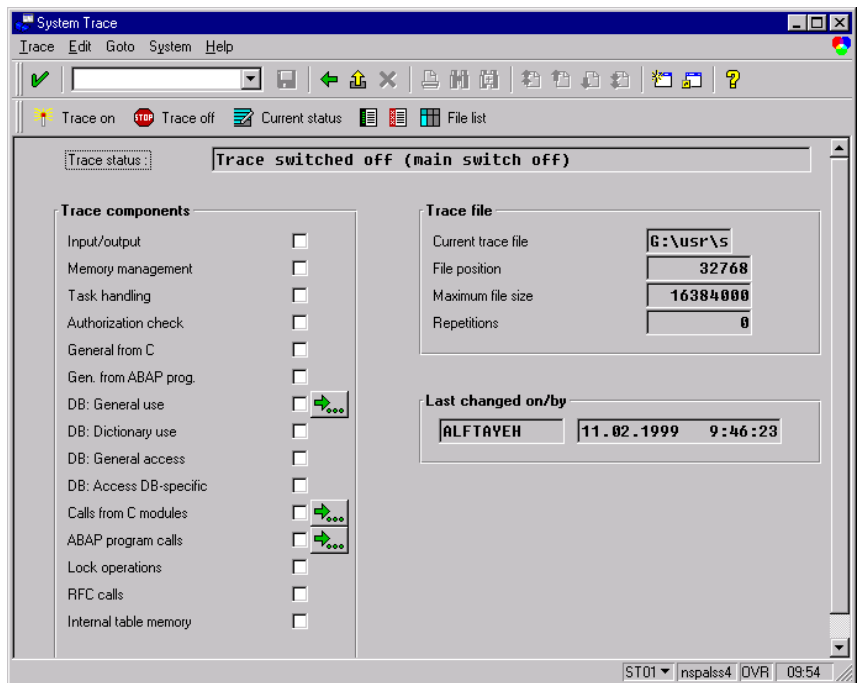 System Trace
Trace Edit Goto System Help
STOP
Trace on Trace off Current status File list
Trace status : Trace switched off (main switch off)
Trace components
Input/output
Memory management
Task handling
Authorization check
General from C
Gen. from ABAP prog.
DB: General use
DB: Dictionary use
DB: General access
DB: Access DB-specific
Calls from C modules
ABAP program calls
Lock operations
RFC calls
Internal table memory
Trace file
Current trace file G:\usr\s
File position 32768
Maximum file size 16384000
Repetitions 0
Last changed on/by
ALFTAYEH 11.02.1999 9:46:23
ST01 nspalss4 OVR 09:54